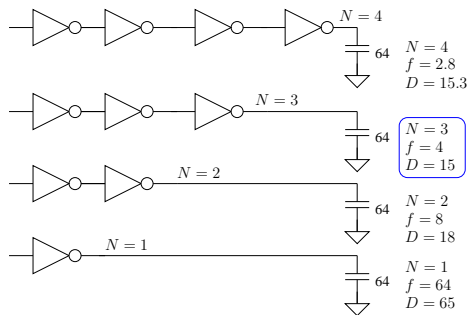 N = 4
64
N = 4
f = 2.8
D = 15.3
N = 3
64
N = 3
f = 4
D = 15
N = 2
64
N = 2
f = 8
D = 18
N = 1
64
N = 1
f = 64
D = 65